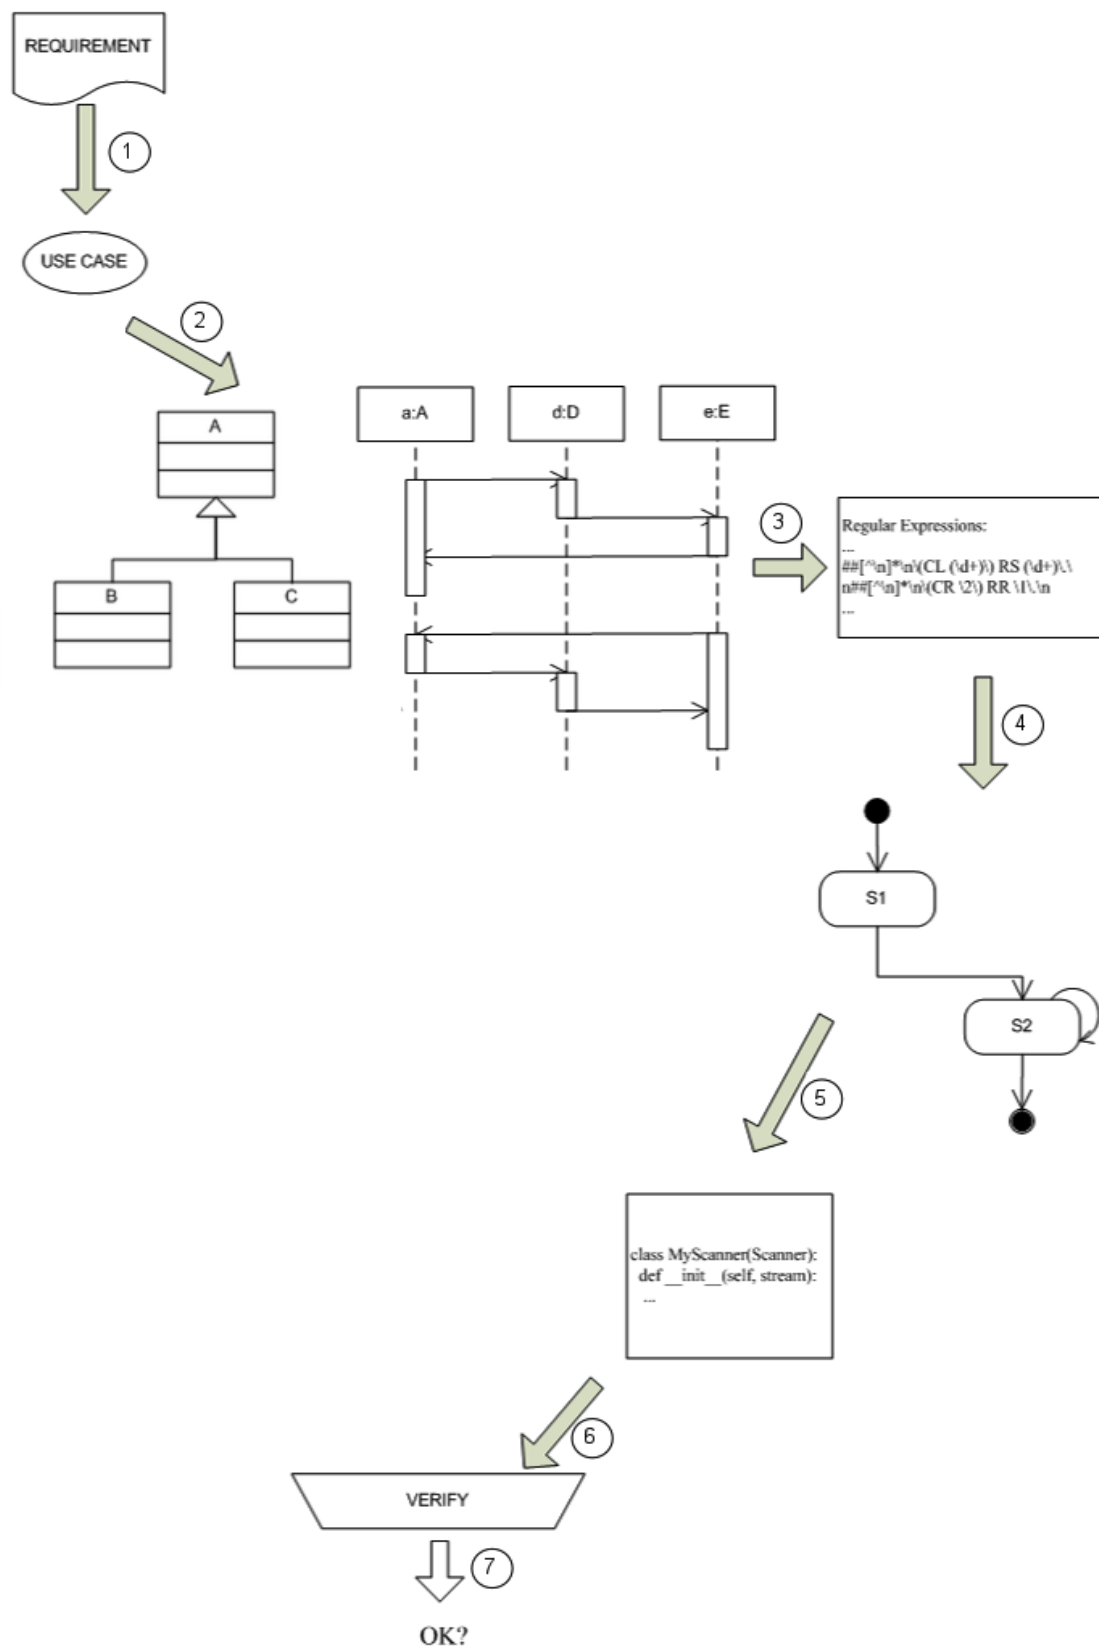 REQUIREMENT
1
USE CASE
2
A
B
C
a:A
d:D
e:E
3
Regular Expressions:
...
##[^\n]*\n\(CL (\d+)\) RS (\d+)\.\
n##[^\n]*\n\(CR \2\) RR \1\.\n
...
4
S1
S2
5
class MyScanner(Scanner):
def __init__(self, stream):
...
6
VERIFY
7
OK?